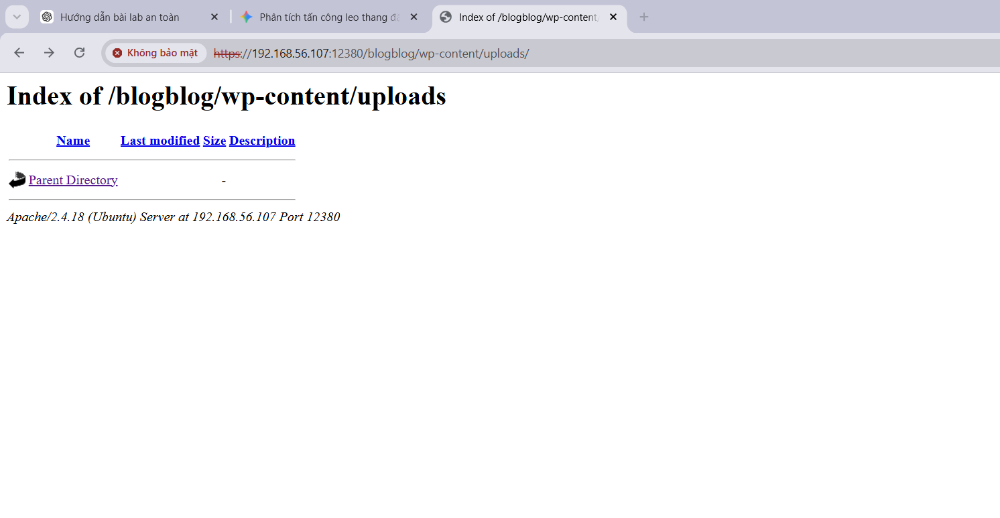 Hướng dẫn bài lab an toàn
Phân tích tấn công leo thang
Index of /blogblog/wp-content/
Không bảo mật
https://192.168.56.107:12380/blogblog/wp-content/uploads/
Index of /blogblog/wp-content/uploads
Name Last modified Size Description
Parent Directory -
Apache/2.4.18 (Ubuntu) Server at 192.168.56.107 Port 12380